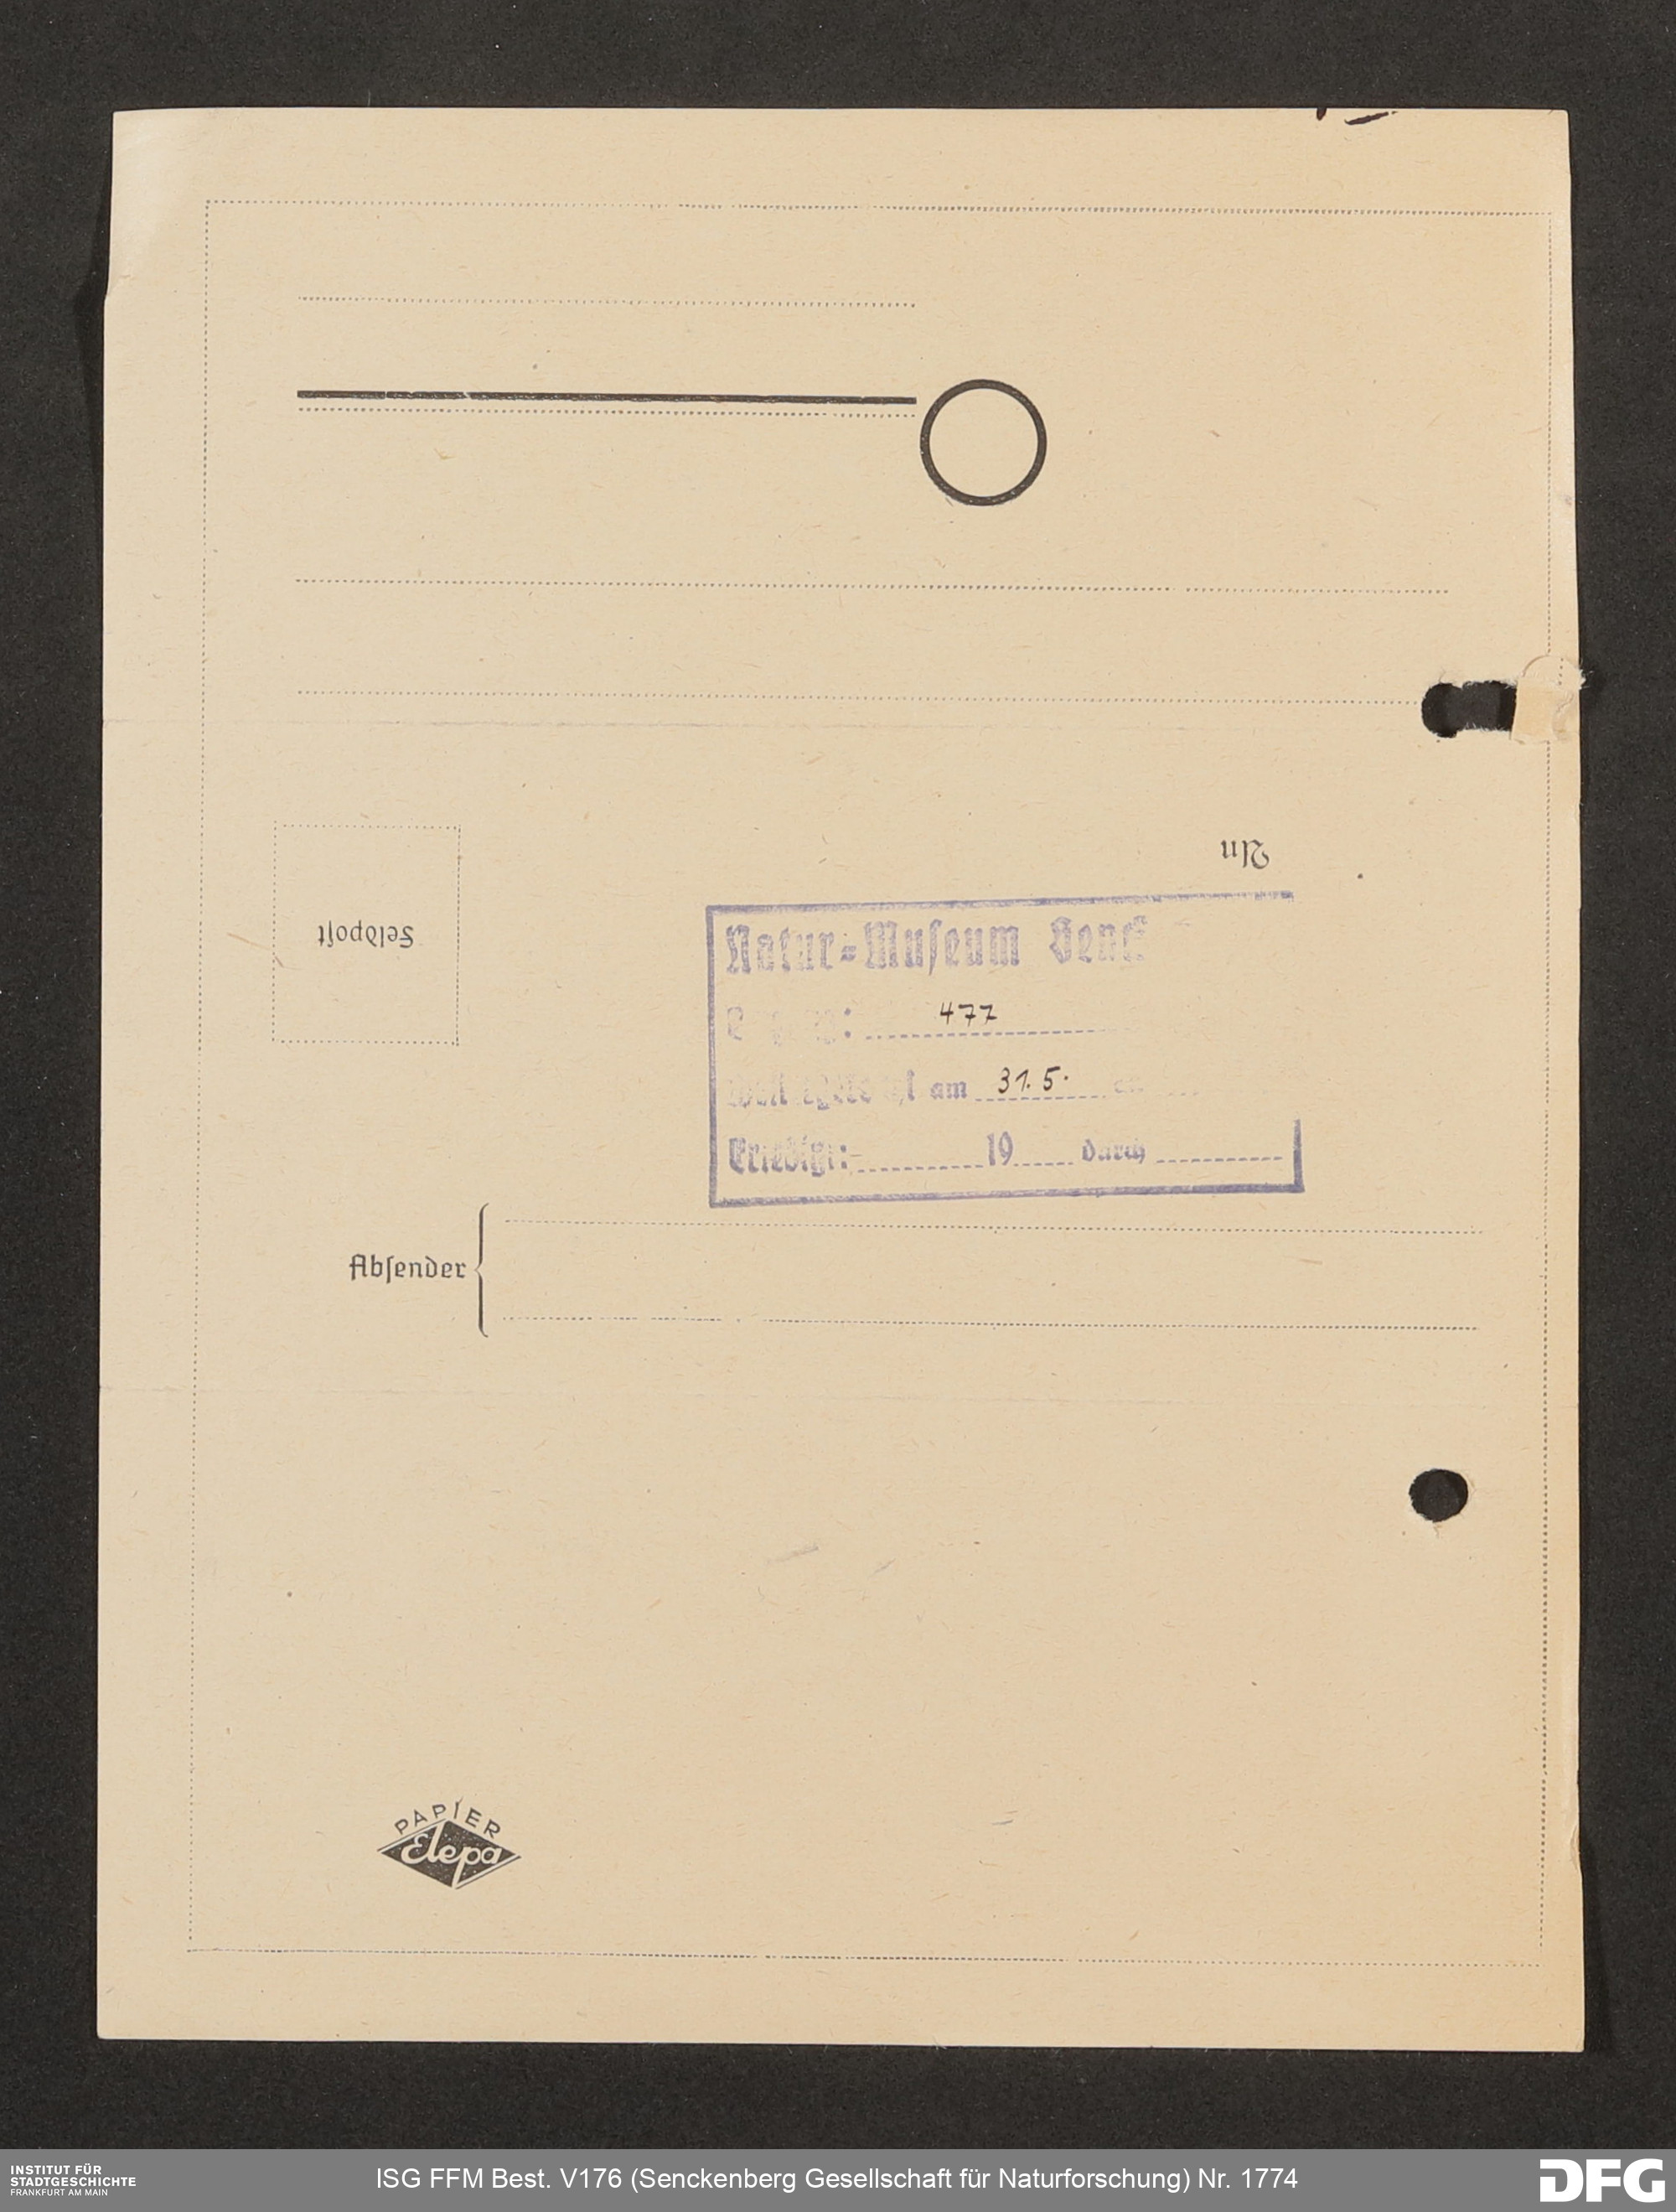 An
Feldpost
Natur-Museum Senck
477
am 31. 5.
Erledigt: 19 durch
Absender
PAPIER
Elepa
INSTITUT FÜR
STADTGESCHICHTE
FRANKFURT AM MAIN
ISG FFM Best. V176 (Senckenberg Gesellschaft für Naturforschung) Nr. 1774
DFG